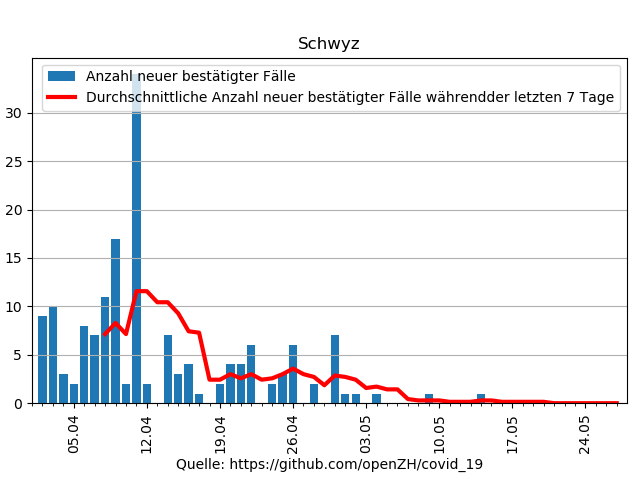 Schwyz
Anzahl neuer bestätigter Fälle
Durchschnittliche Anzahl neuer bestätigter Fälle währendder letzten 7 Tage
30
25
20
15
10
5
0
05.04 12.04 19.04 26.04 03.05 10.05 17.05 24.05
Quelle: https://github.com/openZH/covid_19